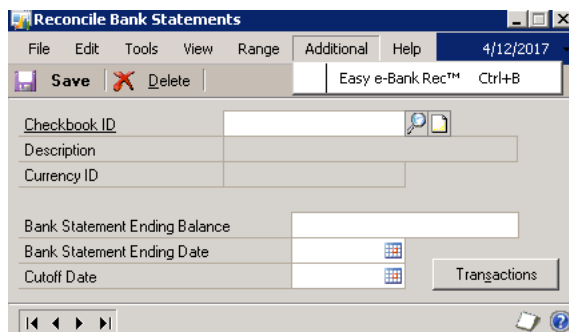 Reconcile Bank Statements
File Edit Tools View Range Additional Help 4/12/2017
Save Delete Easy e-Bank Rec™ Ctrl+B
Checkbook ID
Description
Currency ID
Bank Statement Ending Balance
Bank Statement Ending Date
Cutoff Date Transactions